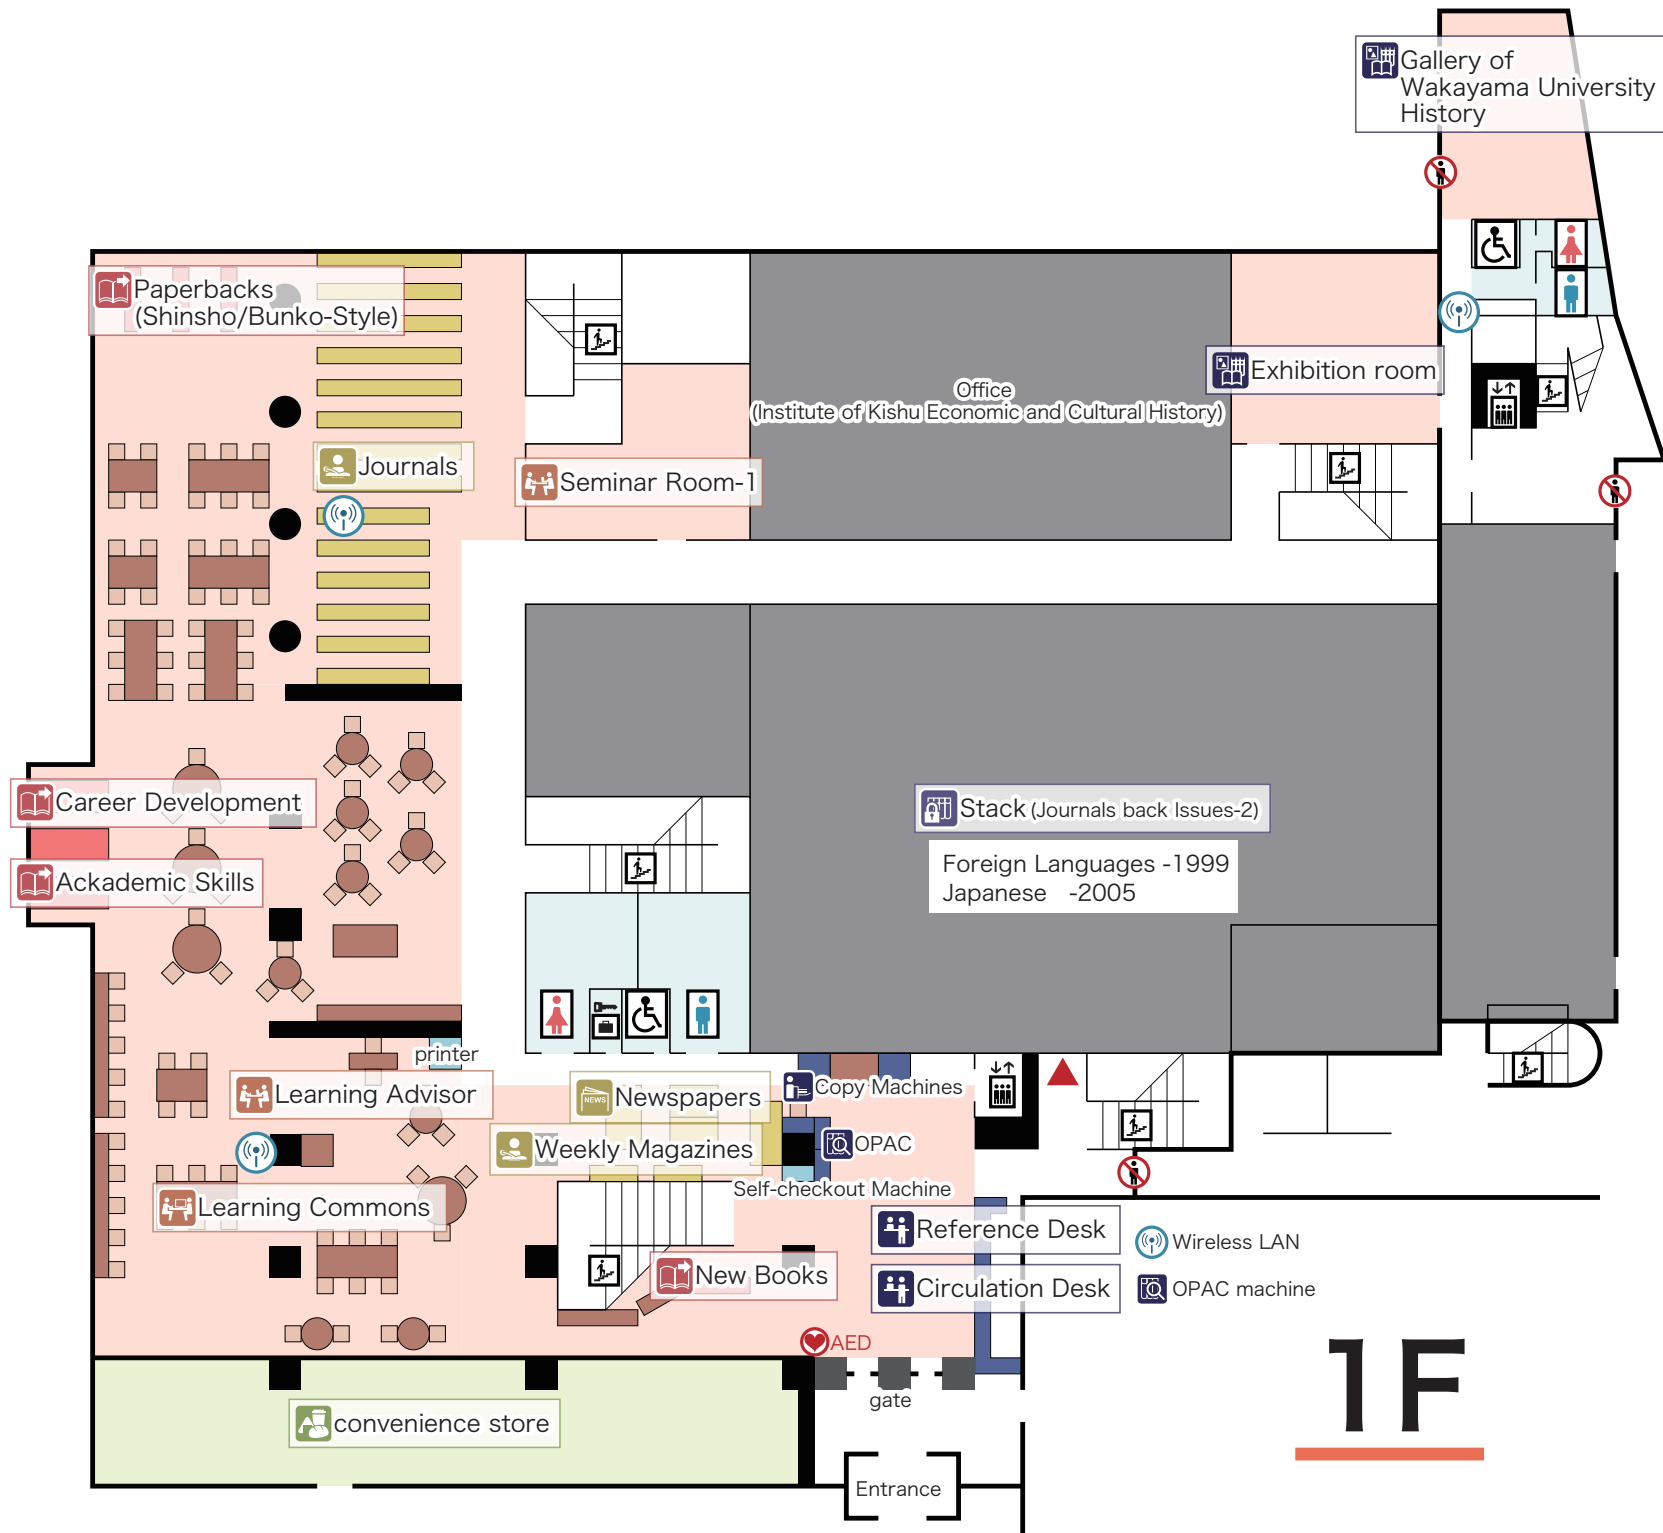 Gallery of
Wakayama University
History
Paperbacks
(Shinsho/Bunko-Style)
Exhibition room
Office
(Institute of Kishu Economic and Cultural History)
Journals
Seminar Room-1
Career Development
Stack (Journals back Issues-2)
Foreign Languages -1999
Japanese -2005
Ackademic Skills
printer
Learning Advisor
NEWS
Newspapers
Copy Machines
Weekly Magazines
OPAC
Self-checkout Machine
Learning Commons
Reference Desk
Wireless LAN
New Books
Circulation Desk
OPAC machine
AED
gate
1F
convenience store
Entrance